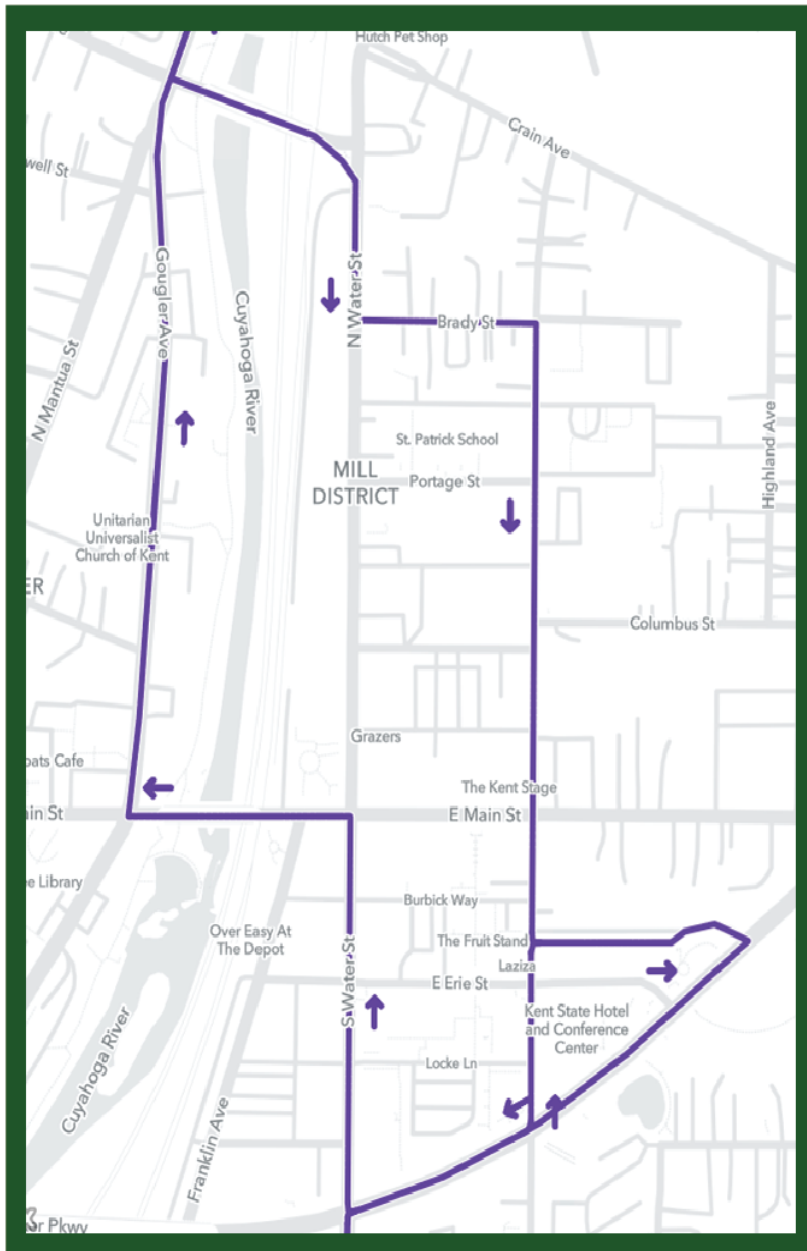 Hutch Pet Shop
Crain Ave
well St
Gougler Ave
Cuyahoga River
N Water St
Brady St
N Mantua St
Highland Ave
St. Patrick School
MILL
DISTRICT
Portage St
Unitarian
Universalist
Church of Kent
ER
Columbus St
Grazers
oats Cafe
The Kent Stage
in St
E Main St
ee Library
Burbick Way
Over Easy At
The Depot
The Fruit Stand
Laziza
S Water St
E Erie St
Kent State Hotel
and Conference
Center
Cuyahoga River
Locke Ln
Franklin Ave
er Pkwy